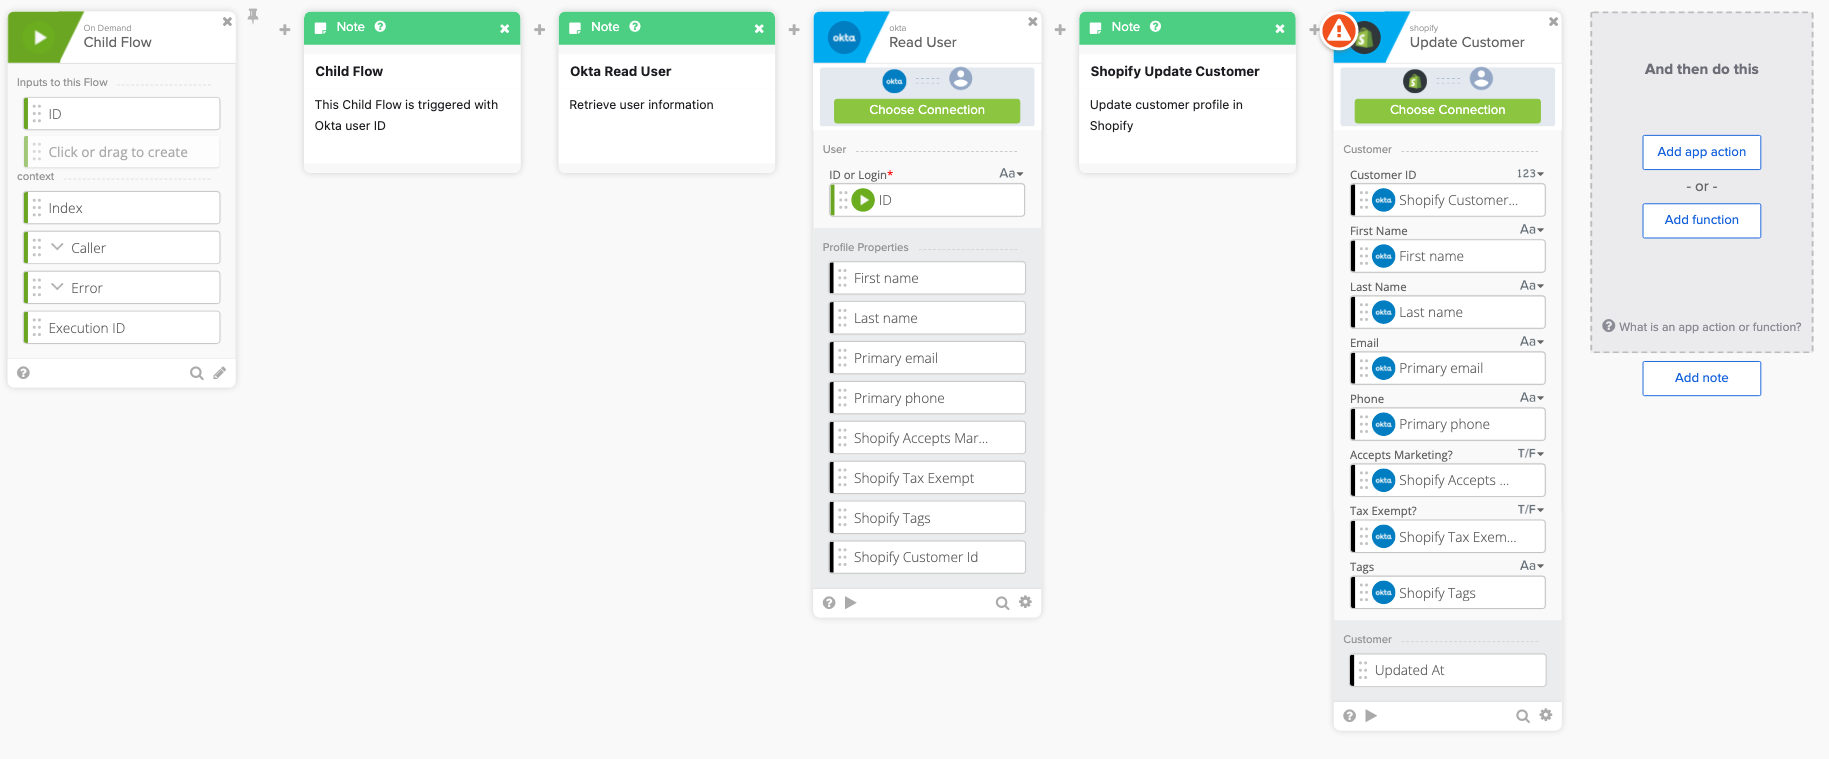 On Demand
Child Flow
Inputs to this Flow
ID
Click or drag to create
context
Index
Caller
Error
Execution ID
Note
Child Flow
This Child Flow is triggered with
Okta user ID
Note
Okta Read User
Retrieve user information
okta
okta
Read User
okta
Choose Connection
User
ID or Login*
Aa
ID
Profile Properties
First name
Last name
Primary email
Primary phone
Shopify Accepts Mar...
Shopify Tax Exempt
Shopify Tags
Shopify Customer Id
Note
Shopify Update Customer
Update customer profile in
Shopify
shopify
Update Customer
Choose Connection
Customer
Customer ID
123
okta
Shopify Customer...
First Name
Aa
okta
First name
Last Name
Aa
okta
Last name
Email
Aa
okta
Primary email
Phone
Aa
okta
Primary phone
Accepts Marketing?
T/F
okta
Shopify Accepts ...
Tax Exempt?
T/F
okta
Shopify Tax Exem...
Tags
Aa
okta
Shopify Tags
Customer
Updated At
And then do this
Add app action
- or -
Add function
What is an app action or function?
Add note